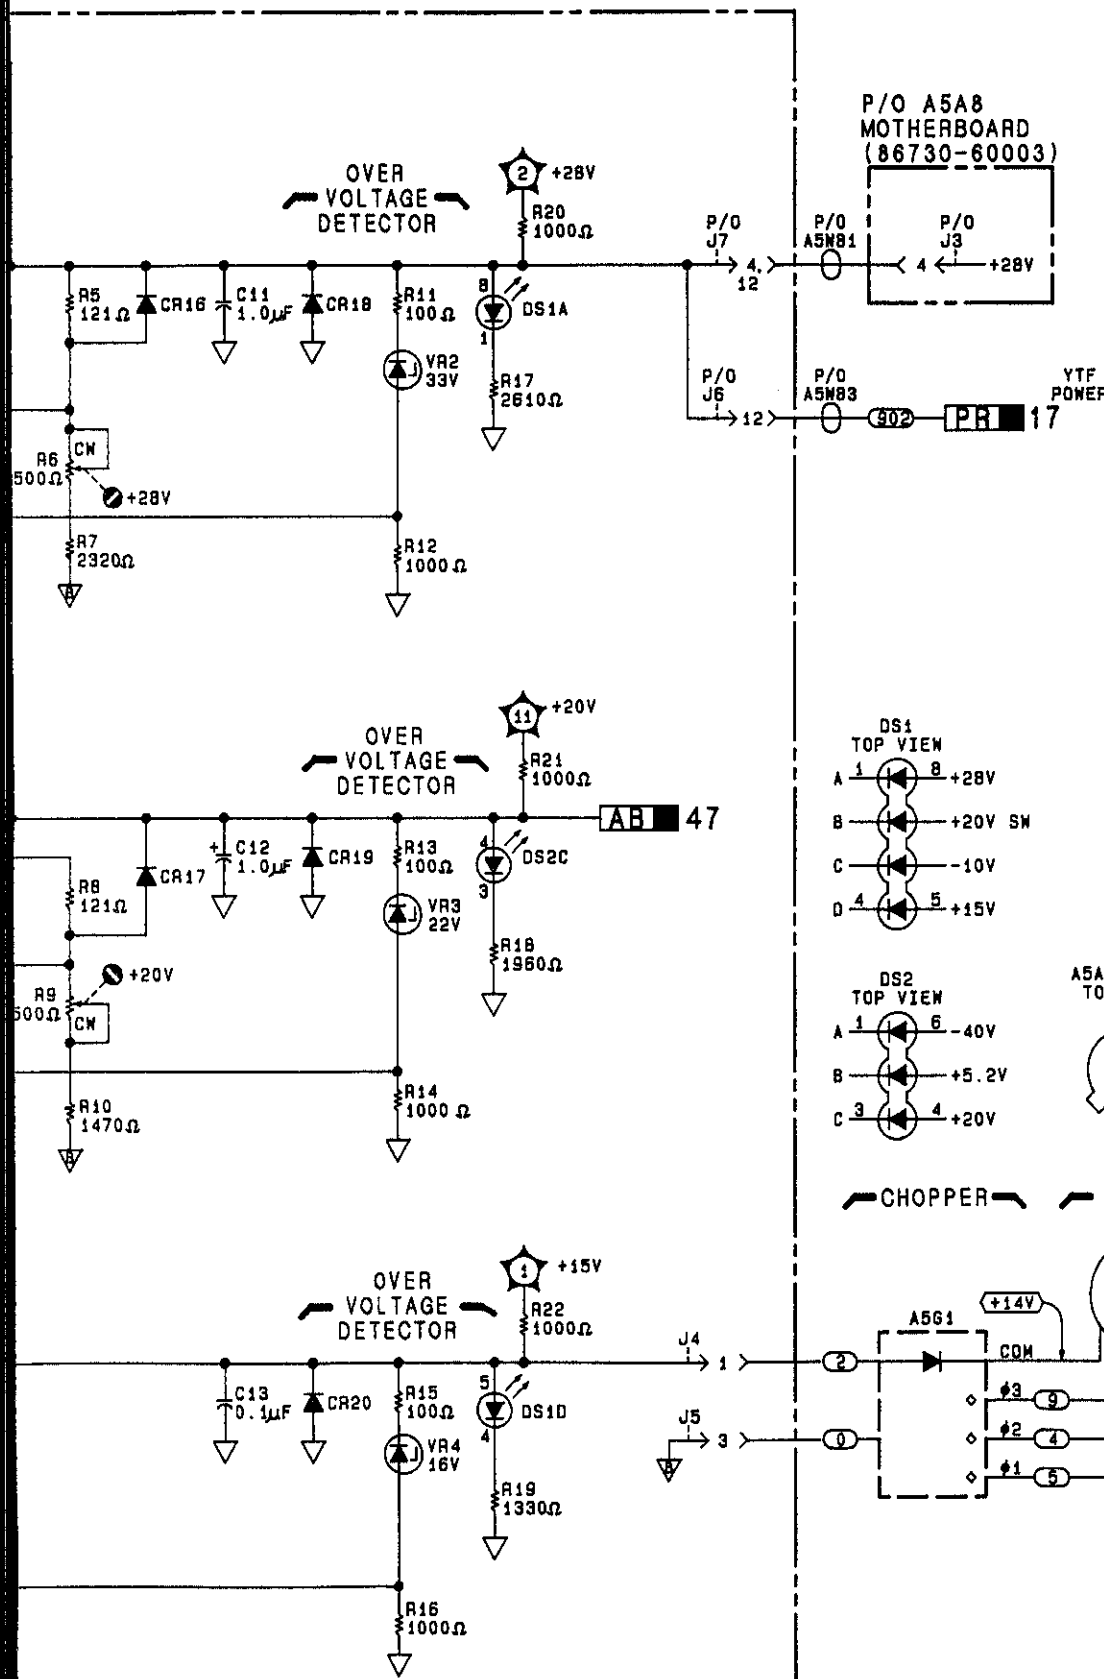 P/O A5A8
MOTHERBOARD
(86730-60003)
OVER
VOLTAGE
DETECTOR
2
+28V
R20
1000Ω
P/O
J7
4,
12
P/O
A5W81
P/O
J3
4
+28V
R5
121Ω
CR16
C11
1.0μF
CR18
R11
100Ω
8
DS1A
1
VR2
33V
R17
2610Ω
P/O
J6
12
P/O
A5W83
902
PR
17
YTF
CW
R6
500Ω
+28V
R7
2320Ω
A
R12
1000Ω
OVER
VOLTAGE
DETECTOR
11
+20V
R21
1000Ω
AB
47
C12
+
1.0μF
CR19
R13
100Ω
4
DS2C
3
CR17
R8
121Ω
VR3
22V
R18
1960Ω
+20V
R9
CW
R10
1470Ω
A
R14
1000Ω
DS1
TOP VIEW
A 1 8 +28V
B +20V SW
C -10V
D 4 5 +15V
DS2
TOP VIEW
A 1 6 -40V
B +5.2V
C 3 4 +20V
A5A
TO
CHOPPER
OVER
VOLTAGE
DETECTOR
1
+15V
R22
1000Ω
J4
1
2
A5G1
+14V
COM
φ3
9
φ2
4
φ1
5
C13
0.1μF
CR20
R15
100Ω
5
DS1D
4
VR4
16V
R19
1330Ω
J5
3
0
A
R16
1000Ω